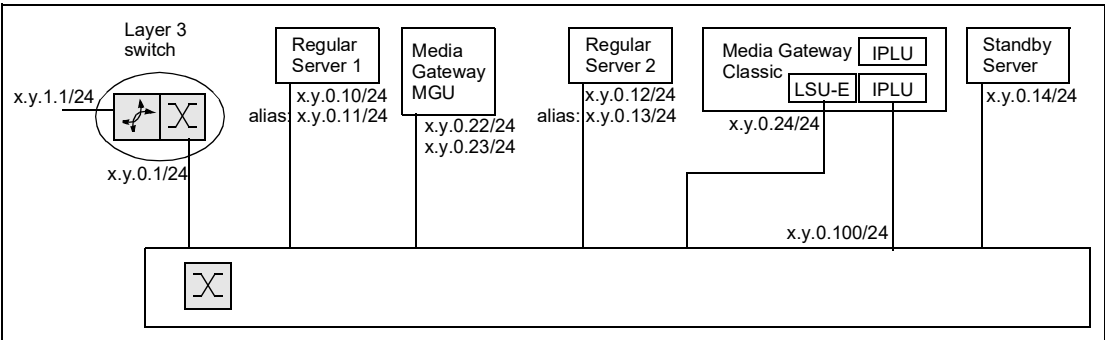 Layer 3
switch
x.y.1.1/24
x.y.0.1/24
Regular
Server 1
x.y.0.10/24
alias: x.y.0.11/24
Media
Gateway
MGU
x.y.0.22/24
x.y.0.23/24
Regular
Server 2
x.y.0.12/24
alias: x.y.0.13/24
Media Gateway
Classic
IPLU
LSU-E
IPLU
x.y.0.24/24
x.y.0.100/24
Standby
Server
x.y.0.14/24